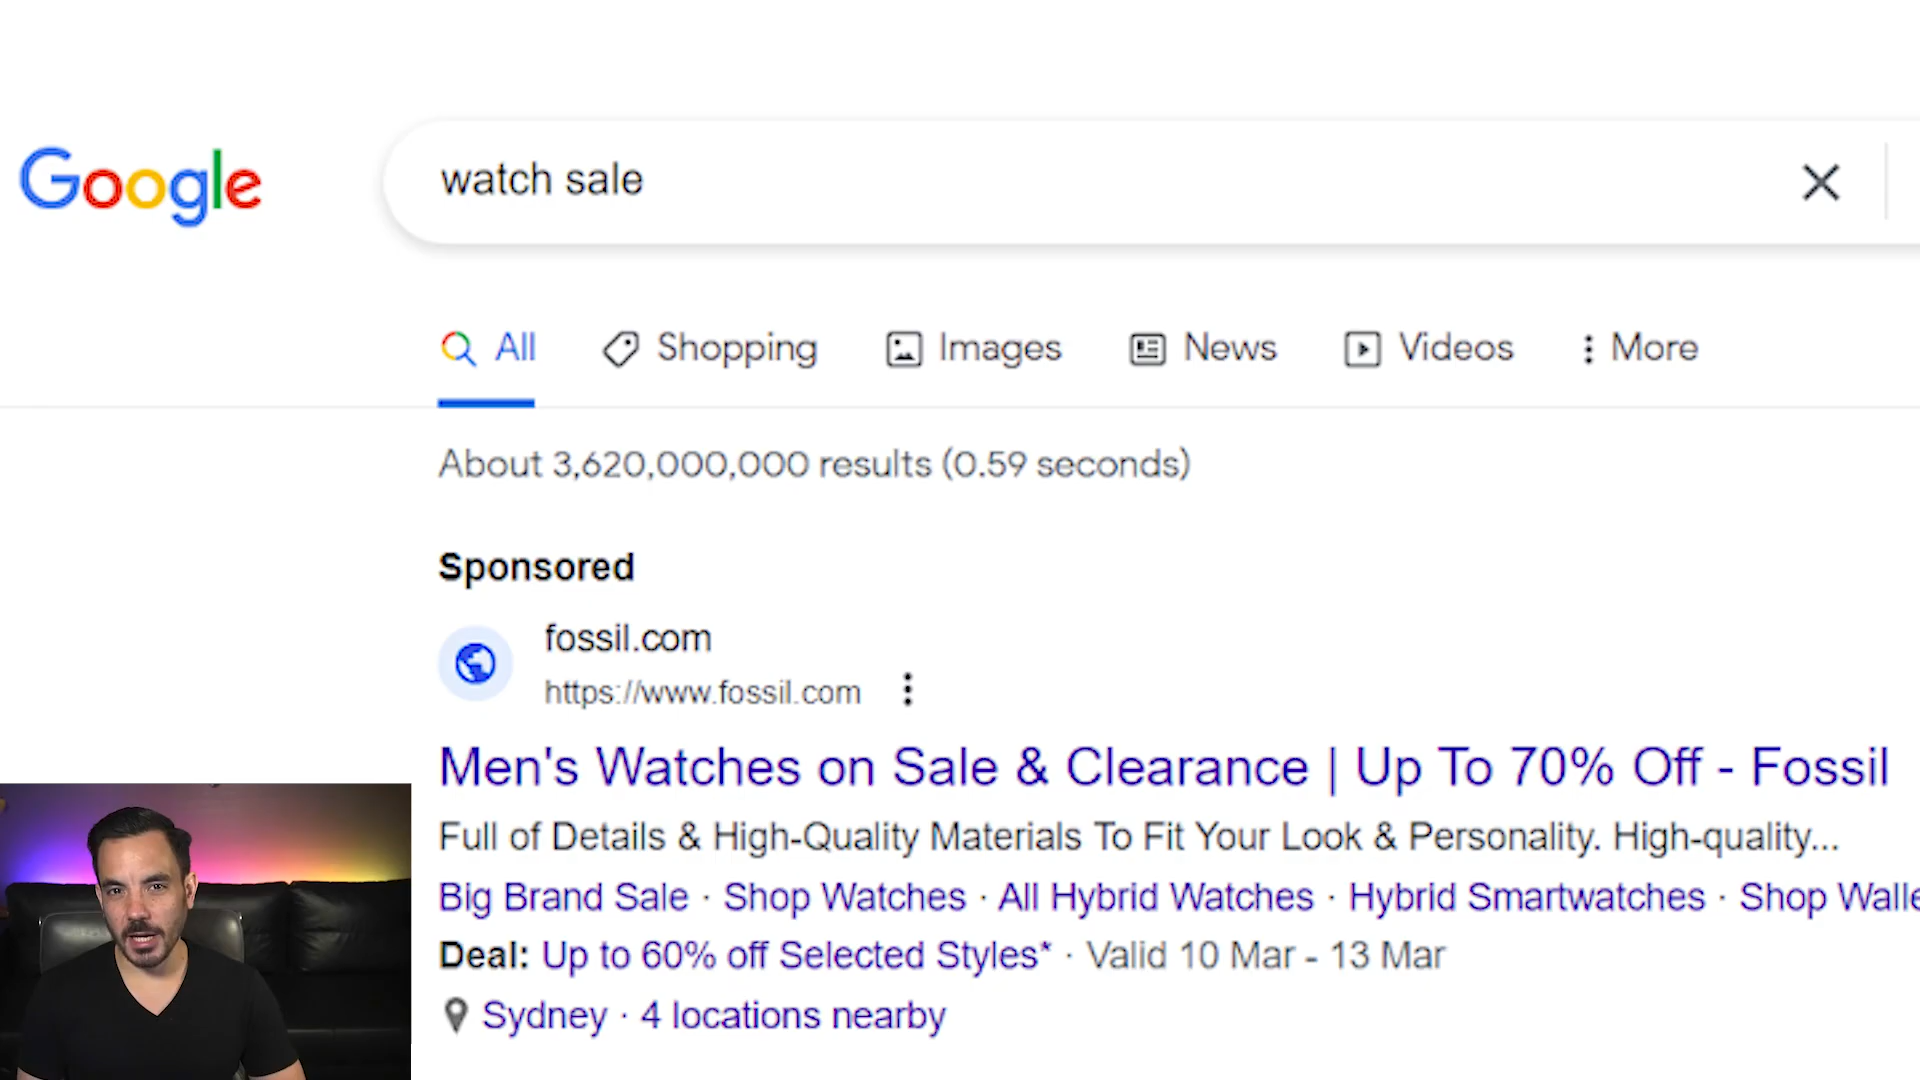 Google
watch sale
All Shopping Images News Videos More
About 3,620,000,000 results (0.59 seconds)
Sponsored
fossil.com
https://www.fossil.com
Men's Watches on Sale & Clearance | Up To 70% Off - Fossil
Full of Details & High-Quality Materials To Fit Your Look & Personality. High-quality...
Big Brand Sale · Shop Watches · All Hybrid Watches · Hybrid Smartwatches · Shop Walle
Deal: Up to 60% off Selected Styles* · Valid 10 Mar - 13 Mar
Sydney · 4 locations nearby